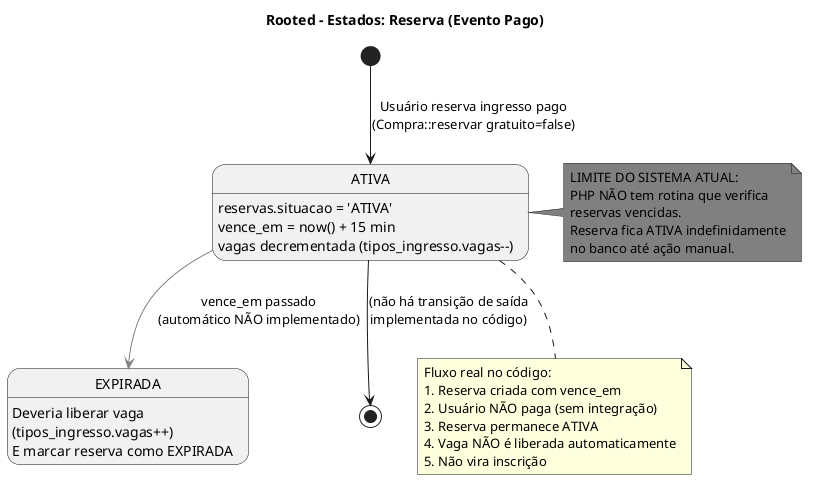 Rooted - Estados: Reserva (Evento Pago)
Usuário reserva ingresso pago
(Compra::reservar gratuito=false)
ATIVA
reservas.situacao = 'ATIVA'
vence_em = now() + 15 min
vagas decrementada (tipos_ingresso.vagas--)
LIMITE DO SISTEMA ATUAL:
PHP NÃO tem rotina que verifica
reservas vencidas.
Reserva fica ATIVA indefinidamente
no banco até ação manual.
vence_em passado
(automático NÃO implementado)
(não há transição de saída
implementada no código)
EXPIRADA
Deveria liberar vaga
(tipos_ingresso.vagas++)
E marcar reserva como EXPIRADA
Fluxo real no código:
1. Reserva criada com vence_em
2. Usuário NÃO paga (sem integração)
3. Reserva permanece ATIVA
4. Vaga NÃO é liberada automaticamente
5. Não vira inscrição